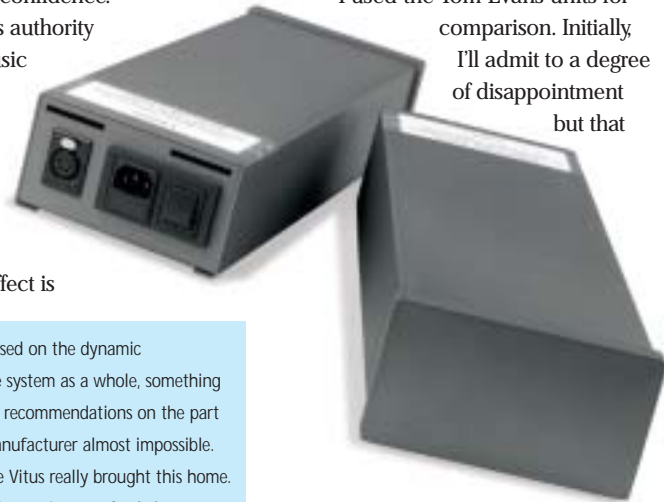 confidence.
s authority
sic
I used the Tom Evans units for
comparison. Initially,
I'll admit to a degree
of disappointment
but that
fect is
sed on the dynamic
e system as a whole, something
recommendations on the part
anufacturer almost impossible.
e Vitus really brought this home.